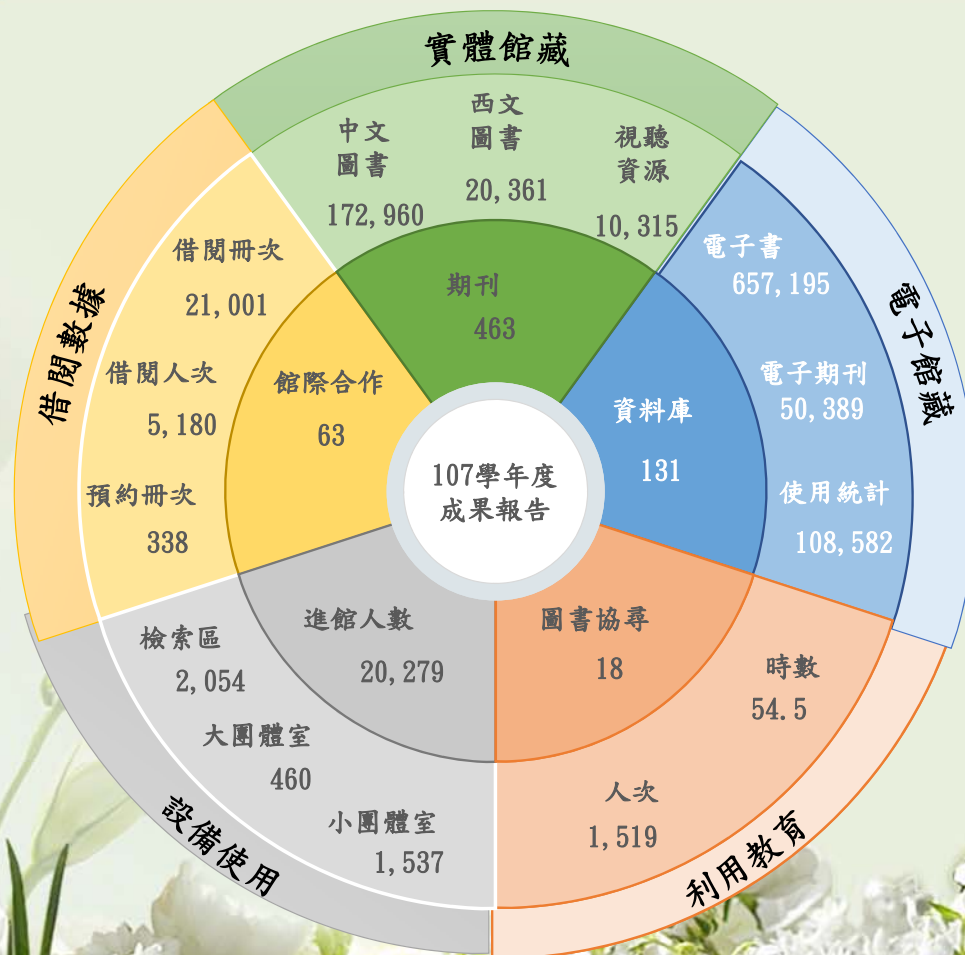 實體館藏
中文
圖書
172,960
西文
圖書
20,361
視聽
資源
10,315
期刊
463
電子館藏
電子書
657,195
電子期刊
50,389
使用統計
108,582
資料庫
131
利用教育
時數
54.5
人次
1,519
圖書協尋
18
設備使用
檢索區
2,054
大團體室
460
小團體室
1,537
進館人數
20,279
借閱數據
借閱冊次
21,001
借閱人次
5,180
預約冊次
338
館際合作
63
107學年度
成果報告